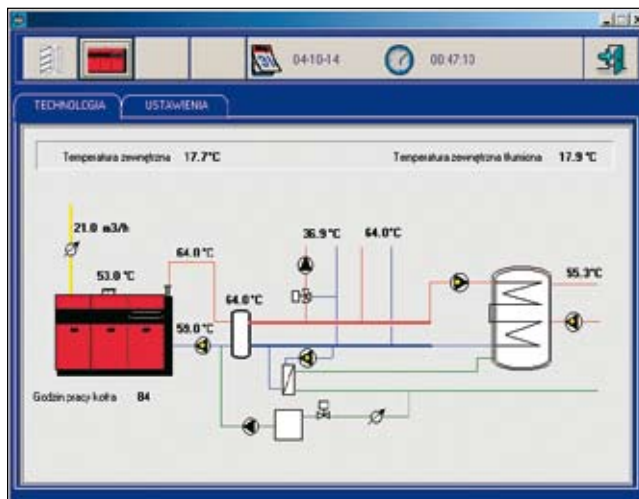 04-10-14
00:47:13
TECHNOLOGIA
USTAWIENIA
Temperatura zewnętrzna 17.7°C
Temperatura zewnętrzna tłumiona 17.9 °C
21.0 m3/h
36.9 °C
64.0°C
64.0°C
53.0 °C
64.0°C
55.3°C
59.0°C
Godzin pracy kotła 84